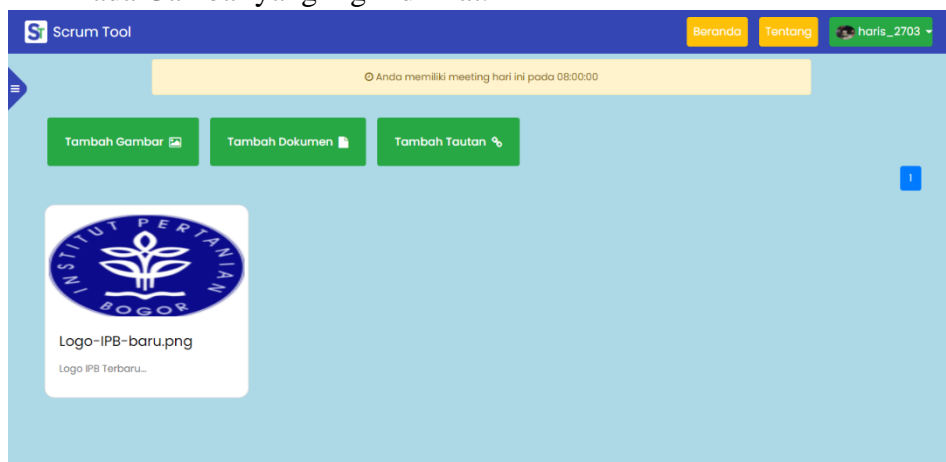 Scrum Tool
Beranda
Tentang
haris_2703
Anda memiliki meeting hari ini pada 08:00:00
Tambah Gambar
Tambah Dokumen
Tambah Tautan
1
INSTITUT PERTANIAN
BOGOR
Logo-IPB-baru.png
Logo IPB Terbaru...